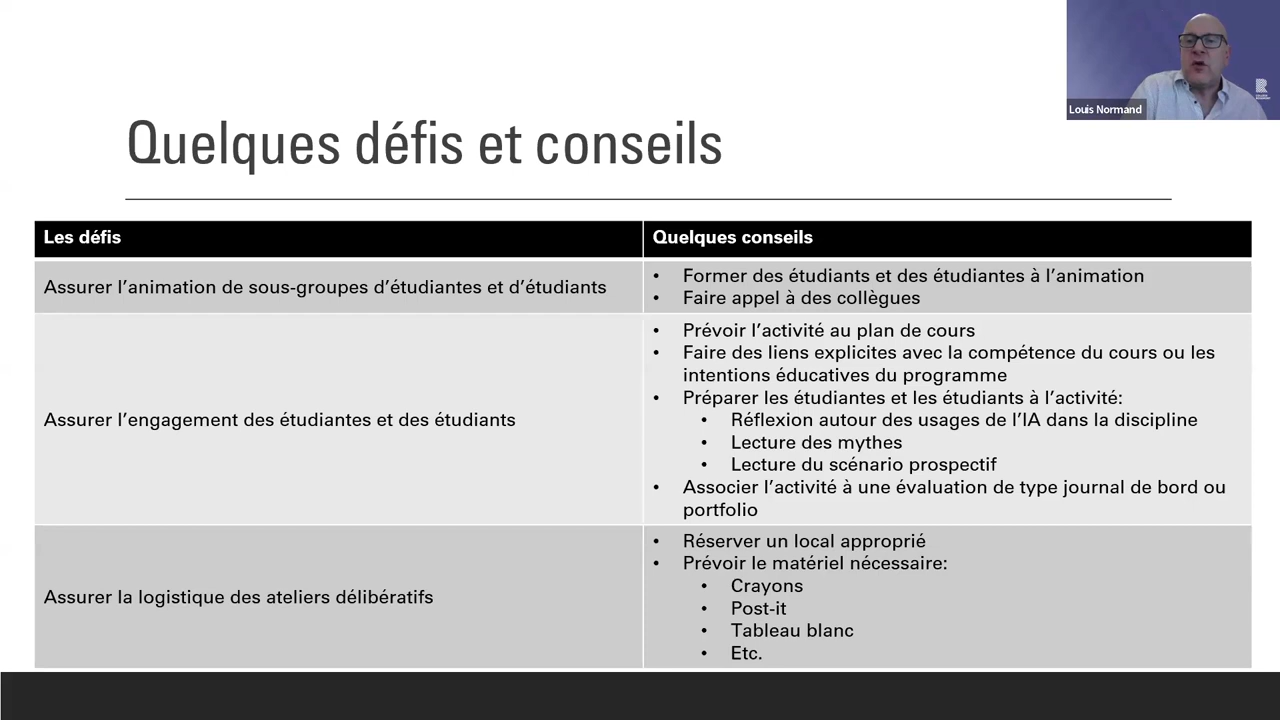 Louis Normand
Quelques défis et conseils
Les défis
Quelques conseils
Assurer l’animation de sous-groupes d’étudiantes et d’étudiants
• Former des étudiants et des étudiantes à l’animation
• Faire appel à des collègues
Assurer l’engagement des étudiantes et des étudiants
• Prévoir l’activité au plan de cours
• Faire des liens explicites avec la compétence du cours ou les
intentions éducatives du programme
• Préparer les étudiantes et les étudiants à l’activité:
• Réflexion autour des usages de l’IA dans la discipline
• Lecture des mythes
• Lecture du scénario prospectif
• Associer l’activité à une évaluation de type journal de bord ou
portfolio
Assurer la logistique des ateliers délibératifs
• Réserver un local approprié
• Prévoir le matériel nécessaire:
• Crayons
• Post-it
• Tableau blanc
• Etc.